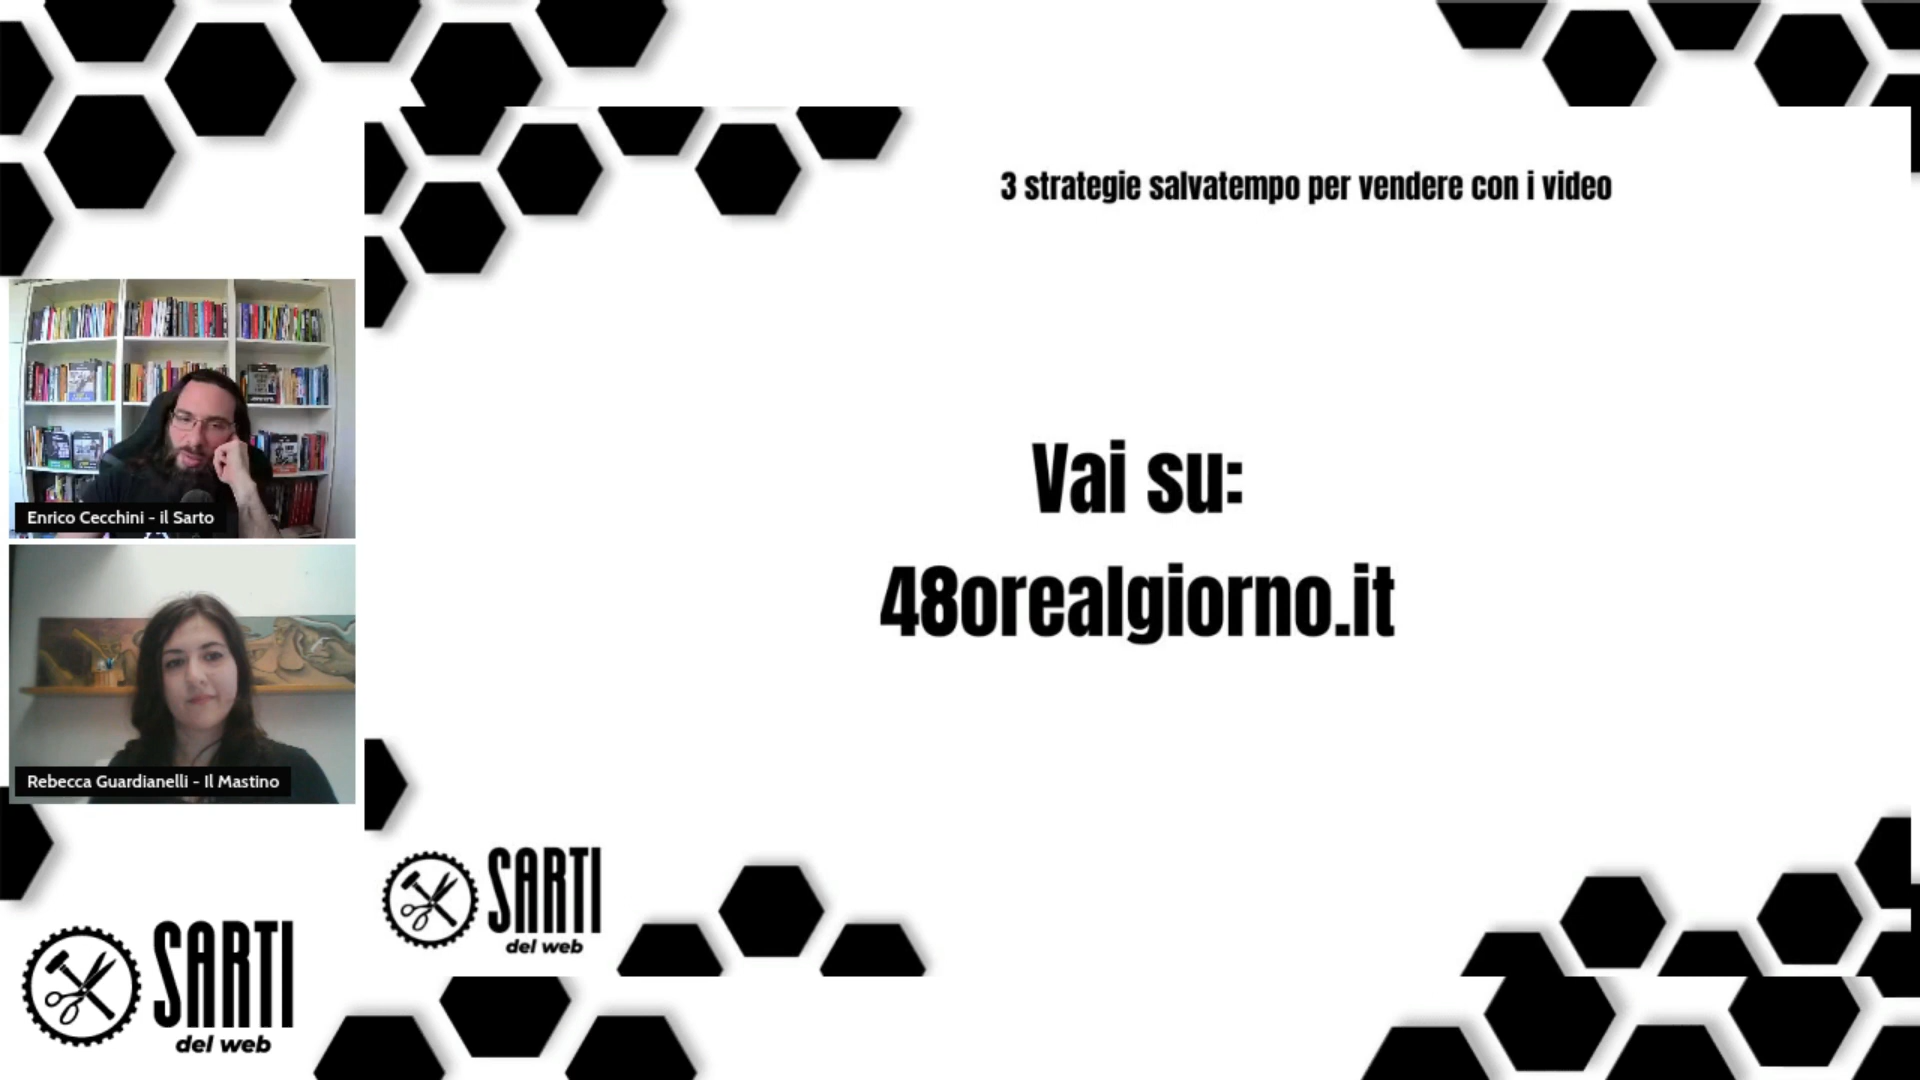 3 strategie salvatempo per vendere con i video
Vai su:
48orealgiorno.it
Enrico Cecchini - il Sarto
Rebecca Guardianelli - Il Mastino
SARTI
del web
SARTI
del web